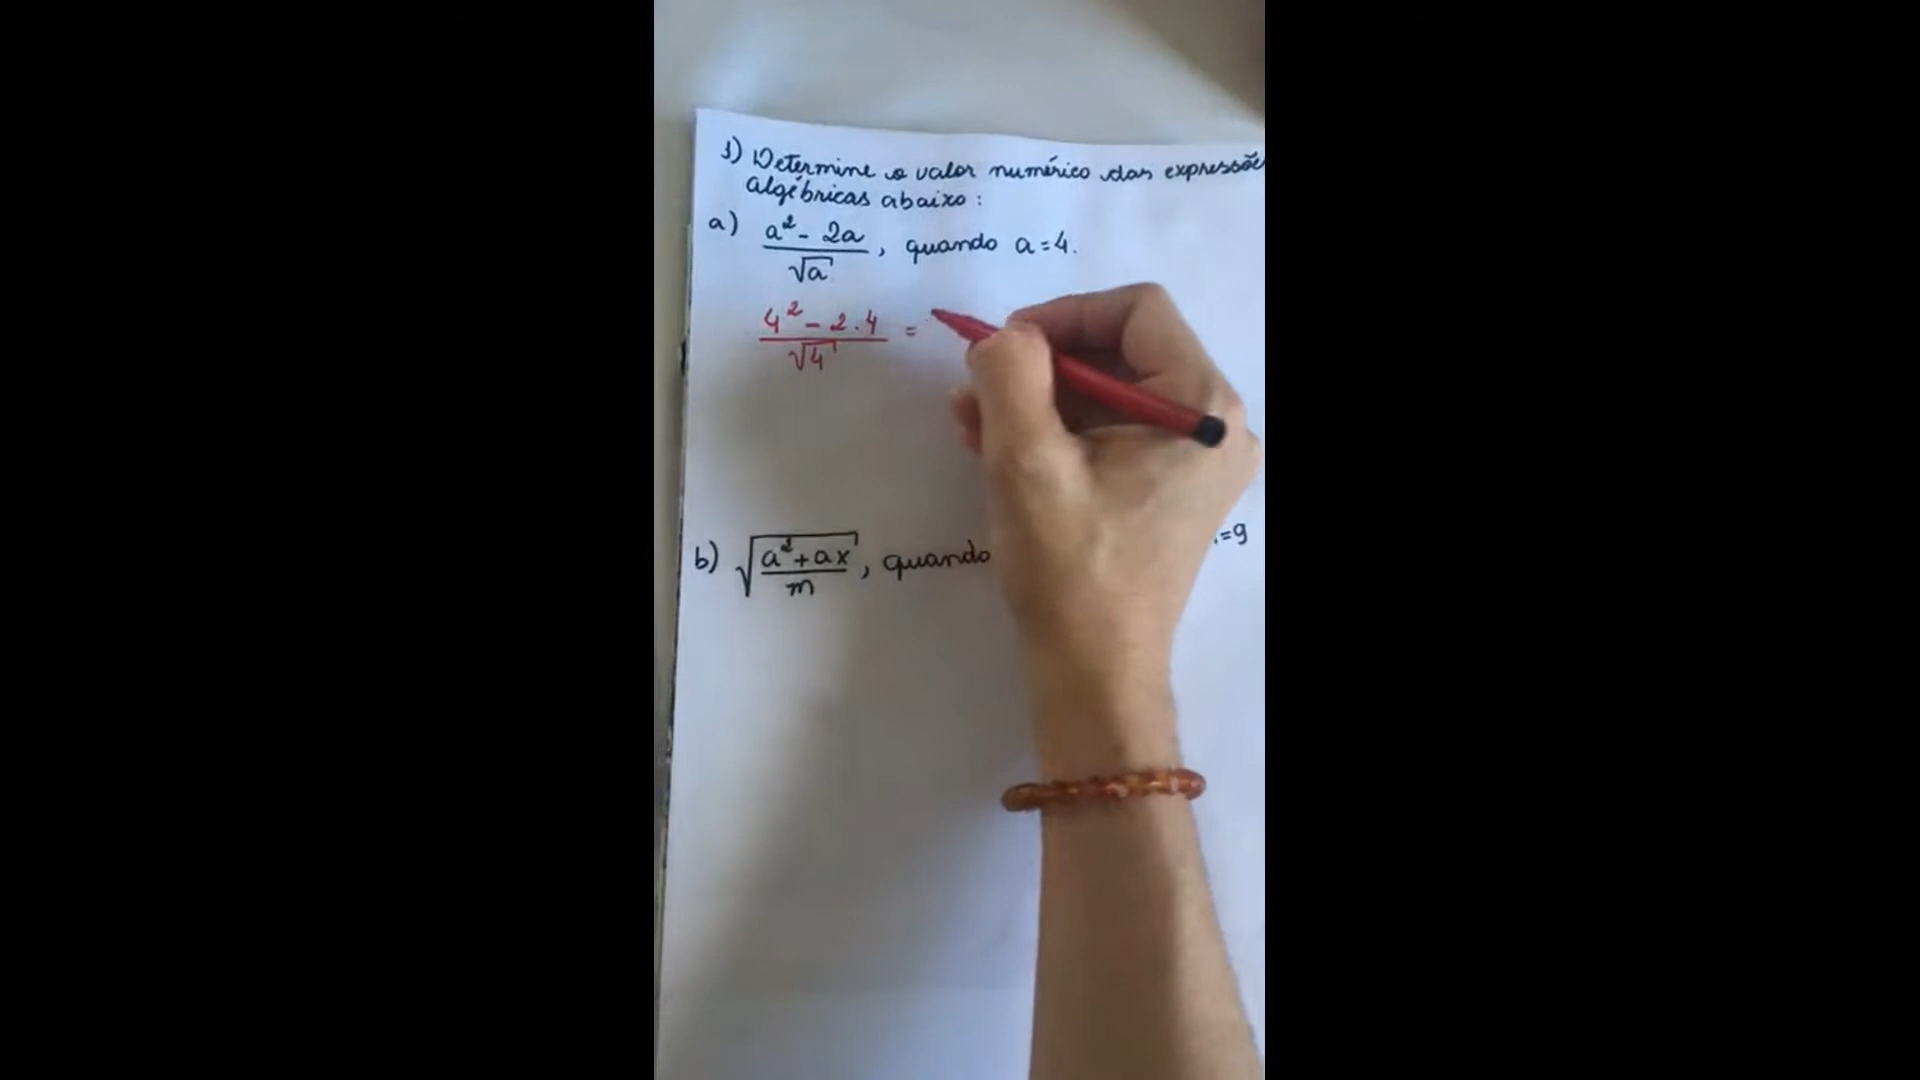 1) Determine o valor numérico das expressõe
algébricas abaixo:
a) a² - 2a / √a, quando a = 4.
4² - 2 . 4 / √4 =
b) √(a² + ax / m), quando =9